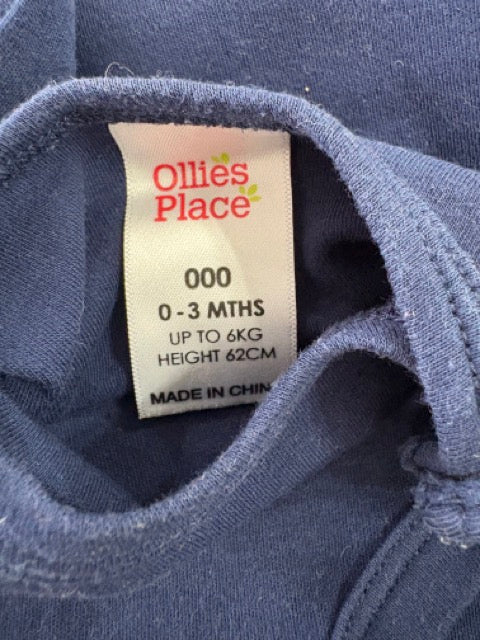 Ollies
Place
000
0 - 3 MTHS
UP TO 6KG
HEIGHT 62CM
MADE IN CHIN